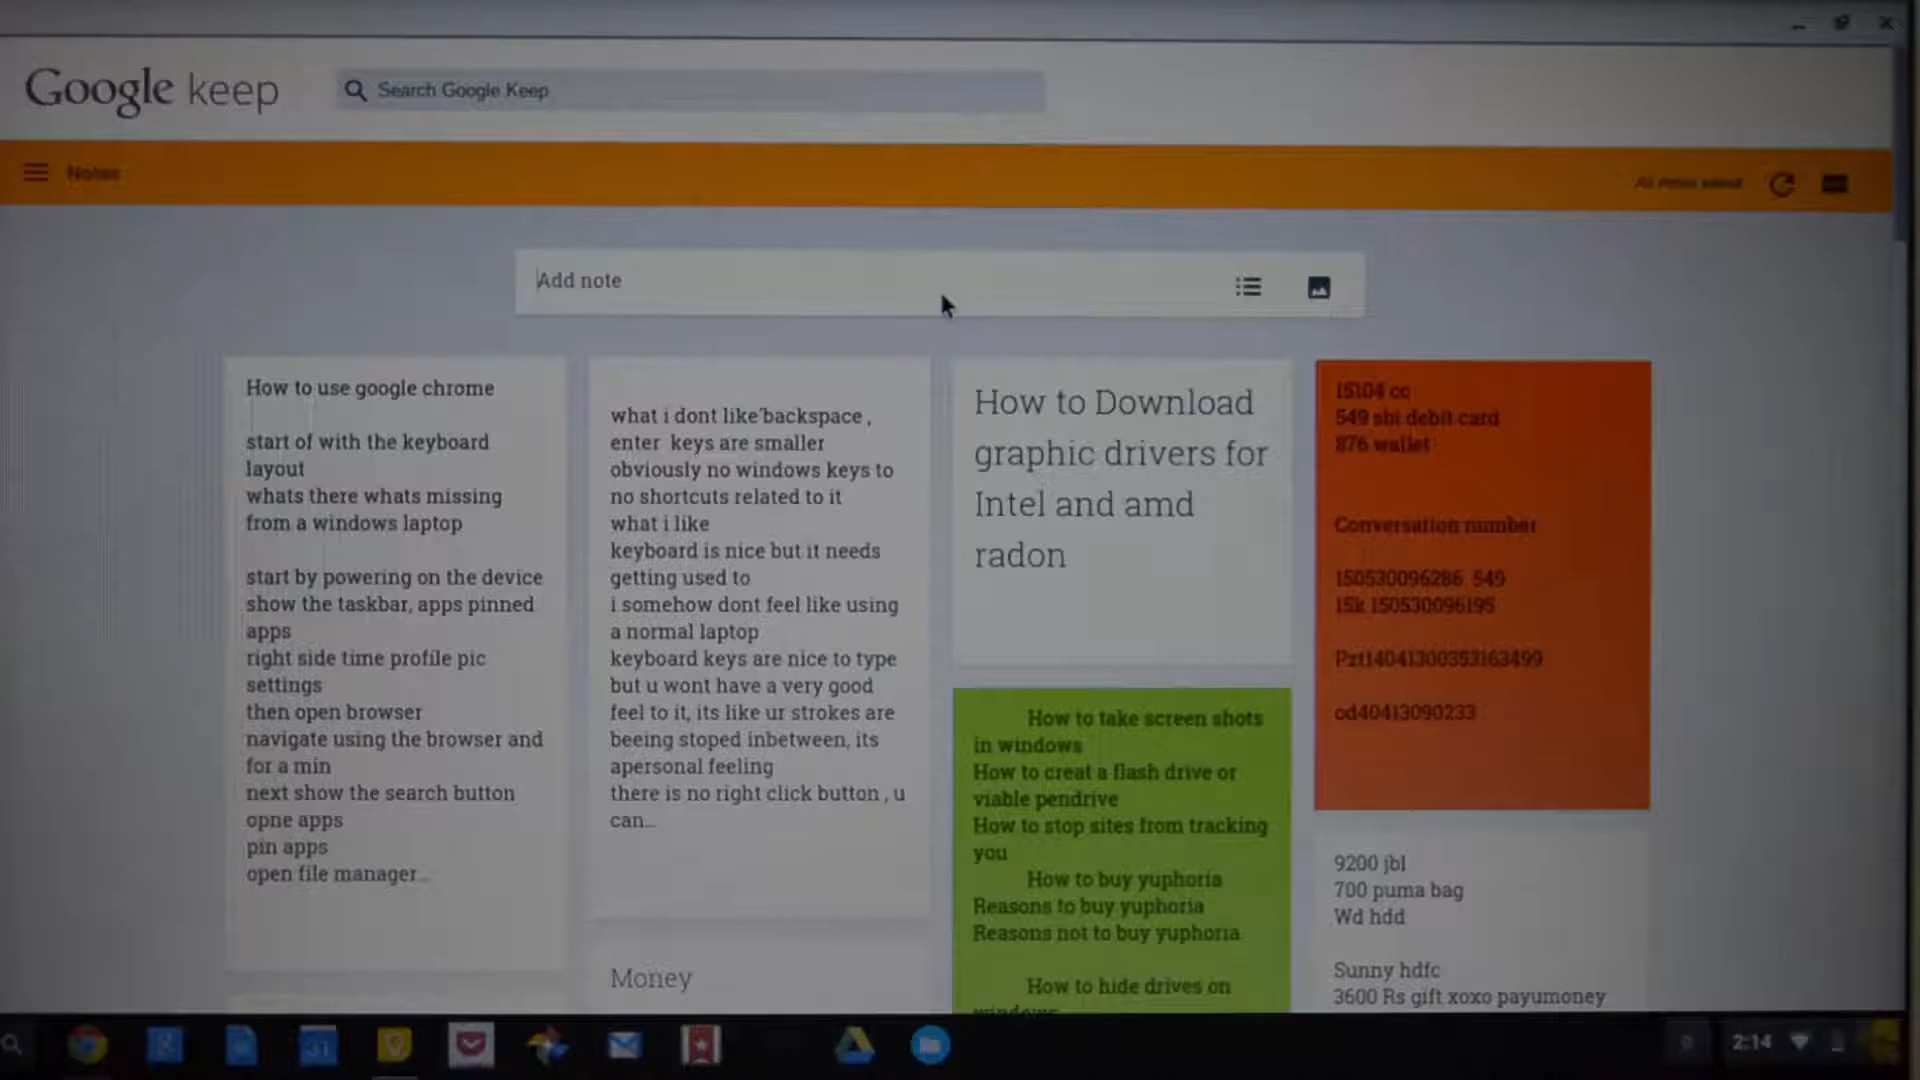 Google keep
Search Google Keep
Notes
All notes saved
Add note
How to use google chrome
start of with the keyboard
layout
whats there whats missing
from a windows laptop
start by powering on the device
show the taskbar, apps pinned
apps
right side time profile pic
settings
then open browser
navigate using the browser and
for a min
next show the search button
opne apps
pin apps
open file manager...
what i dont like'backspace ,
enter  keys are smaller
obviously no windows keys to
no shortcuts related to it
what i like
keyboard is nice but it needs
getting used to
i somehow dont feel like using
a normal laptop
keyboard keys are nice to type
but u wont have a very good
feel to it, its like ur strokes are
beeing stoped inbetween, its
apersonal feeling
there is no right click button , u
can...
Money
How to Download
graphic drivers for
Intel and amd
radon
How to take screen shots
in windows
How to creat a flash drive or
viable pendrive
How to stop sites from tracking
you
How to buy yuphoria
Reasons to buy yuphoria
Reasons not to buy yuphoria
How to hide drives on
windows
15104 cc
549 sbi debit card
876 wallet
Conversation number
150530096286  549
15k 150530096195
Pzt14041300353163499
od40413090233
9200 jbl
700 puma bag
Wd hdd
Sunny hdfc
3600 Rs gift xoxo payumoney
31
2:14